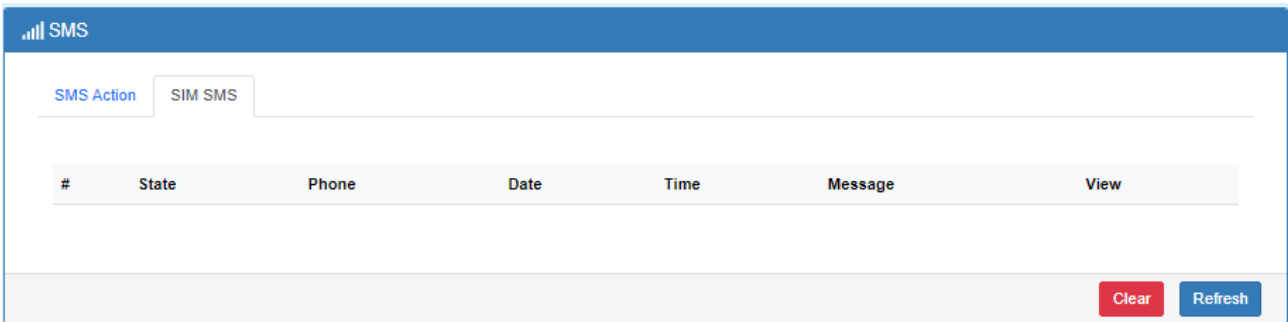 SMS
SMS Action SIM SMS
# State Phone Date Time Message View
Clear Refresh